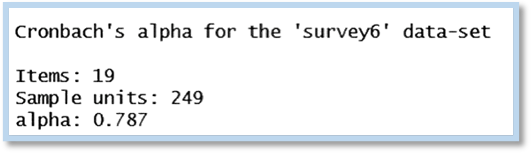 Cronbach's alpha for the 'survey6' data-set
Items: 19
Sample units: 249
alpha: 0.787